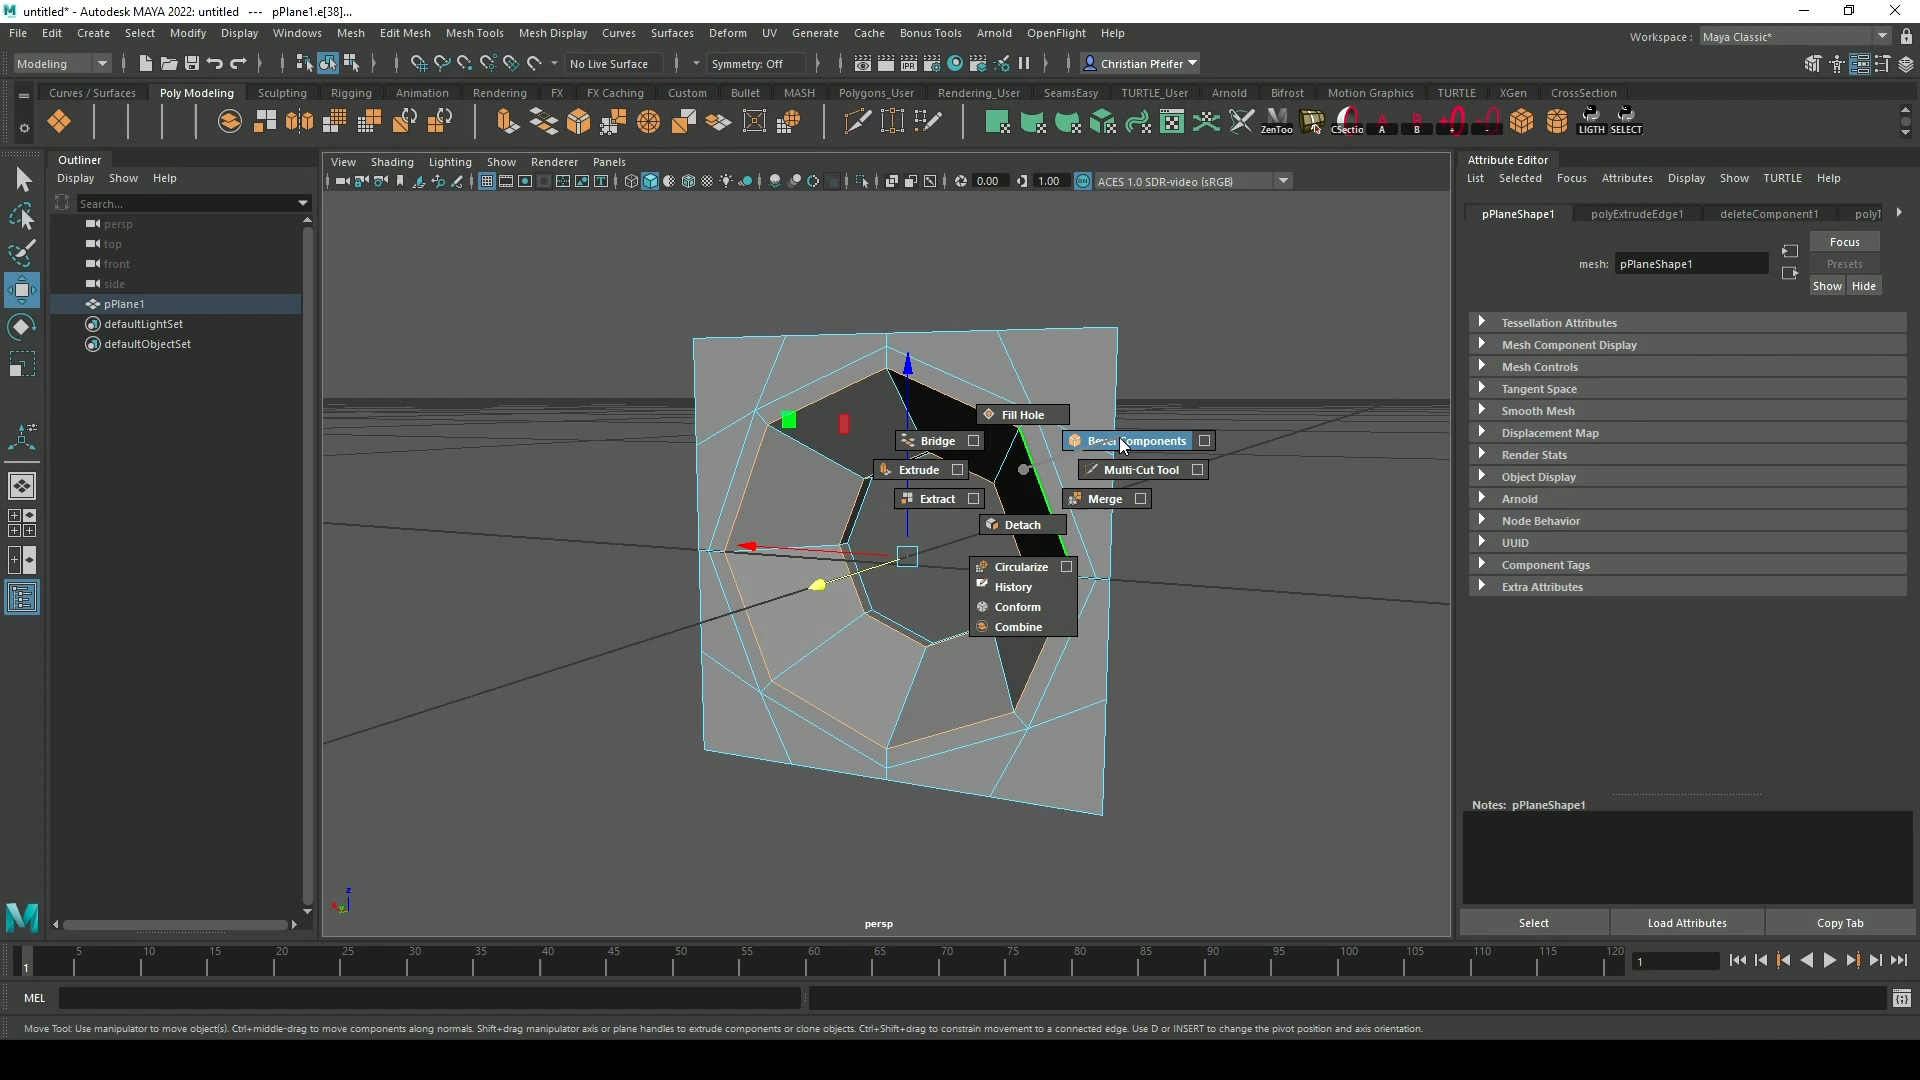 untitled* - Autodesk MAYA 2022: untitled --- pPlane1.e[38]...
File Edit Create Select Modify Display Windows Mesh Edit Mesh Mesh Tools Mesh Display Curves Surfaces Deform UV Generate Cache Bonus Tools Arnold OpenFlight Help
Workspace : Maya Classic*
Modeling
No Live Surface
Symmetry: Off
Christian Pfeifer
Curves / Surfaces Poly Modeling Sculpting Rigging Animation Rendering FX FX Caching Custom Bullet MASH Polygons_User Rendering_User SeamsEasy TURTLE_User Arnold Bifrost Motion Graphics TURTLE XGen CrossSection
ZenToo CSectio A B + - LIGTH SELECT
Outliner
Display Show Help
Search...
persp
top
front
side
pPlane1
defaultLightSet
defaultObjectSet
View Shading Lighting Show Renderer Panels
0.00 1.00 ON ACES 1.0 SDR-video (sRGB)
Fill Hole
Bridge
Bevel Components
Extrude
Multi-Cut Tool
Extract
Merge
Detach
Circularize
History
Conform
Combine
z
persp
Attribute Editor
List Selected Focus Attributes Display Show TURTLE Help
pPlaneShape1 polyExtrudeEdge1 deleteComponent1 polyT
mesh: pPlaneShape1
Focus
Presets
Show Hide
Tessellation Attributes
Mesh Component Display
Mesh Controls
Tangent Space
Smooth Mesh
Displacement Map
Render Stats
Object Display
Arnold
Node Behavior
UUID
Component Tags
Extra Attributes
Notes: pPlaneShape1
Select Load Attributes Copy Tab
1 5 10 15 20 25 30 35 40 45 50 55 60 65 70 75 80 85 90 95 100 105 110 115 120
1
MEL
Move Tool: Use manipulator to move object(s). Ctrl+middle-drag to move components along normals. Shift+drag manipulator axis or plane handles to extrude components or clone objects. Ctrl+Shift+drag to constrain movement to a connected edge. Use D or INSERT to change the pivot position and axis orientation.